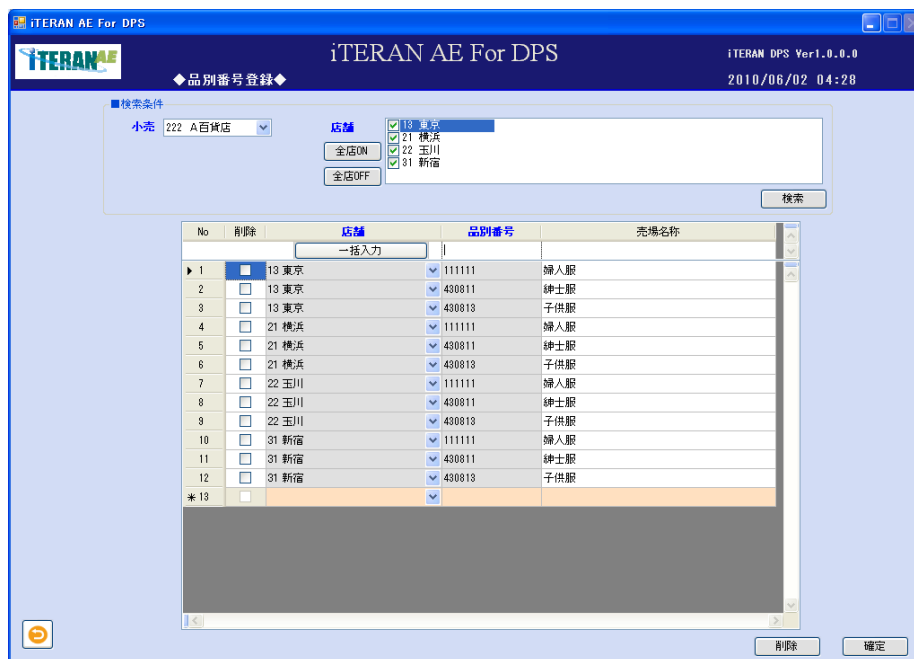 iTERAN AE For DPS
iTERAN AE
iTERAN AE For DPS
iTERAN DPS Ver1.0.0.0
◆品別番号登録◆
2010/06/02 04:28
■検索条件
小売 222 A百貨店
店舗
13 東京
21 横浜
22 玉川
31 新宿
全店ON
全店OFF
検索
No 削除 店舗 品別番号 売場名称
一括入力
1 13 東京 111111 婦人服
2 13 東京 430811 紳士服
3 13 東京 430813 子供服
4 21 横浜 111111 婦人服
5 21 横浜 430811 紳士服
6 21 横浜 430813 子供服
7 22 玉川 111111 婦人服
8 22 玉川 430811 紳士服
9 22 玉川 430813 子供服
10 31 新宿 111111 婦人服
11 31 新宿 430811 紳士服
12 31 新宿 430813 子供服
* 13
削除 確定